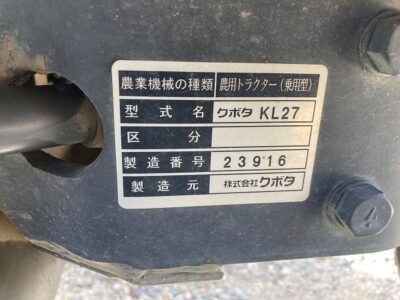 農業機械の種類 農用トラクター(乗用型)
型式名 クボタ KL27
区分
製造番号 23916
製造元 株式会社クボタ